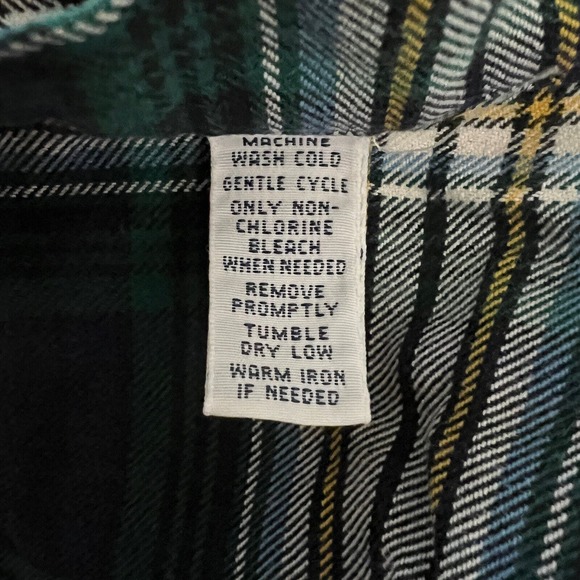 MACHINE
WASH COLD
GENTLE CYCLE
ONLY NON-
CHLORINE
BLEACH
WHEN NEEDED
REMOVE
PROMPTLY
TUMBLE
DRY LOW
WARM IRON
IF NEEDED